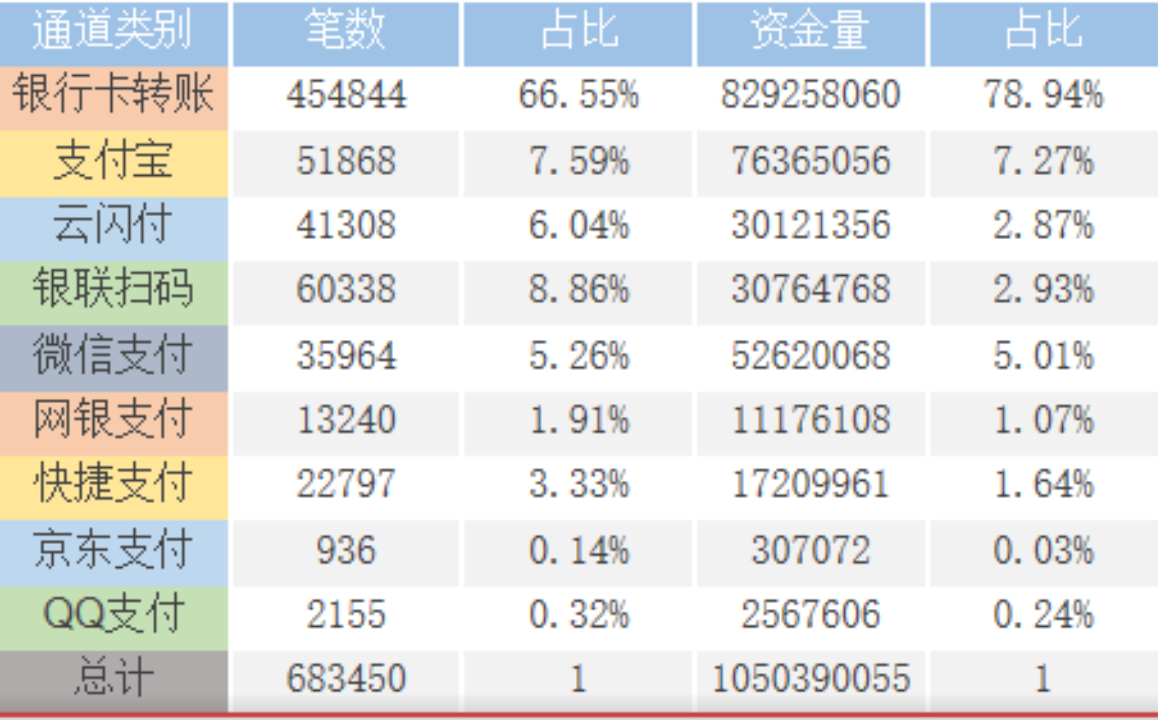 通道类别 笔数 占比 资金量 占比
银行卡转账 454844 66.55% 829258060 78.94%
支付宝 51868 7.59% 76365056 7.27%
云闪付 41308 6.04% 30121356 2.87%
银联扫码 60338 8.86% 30764768 2.93%
微信支付 35964 5.26% 52620068 5.01%
网银支付 13240 1.91% 11176108 1.07%
快捷支付 22797 3.33% 17209961 1.64%
京东支付 936 0.14% 307072 0.03%
QQ支付 2155 0.32% 2567606 0.24%
总计 683450 1 1050390055 1